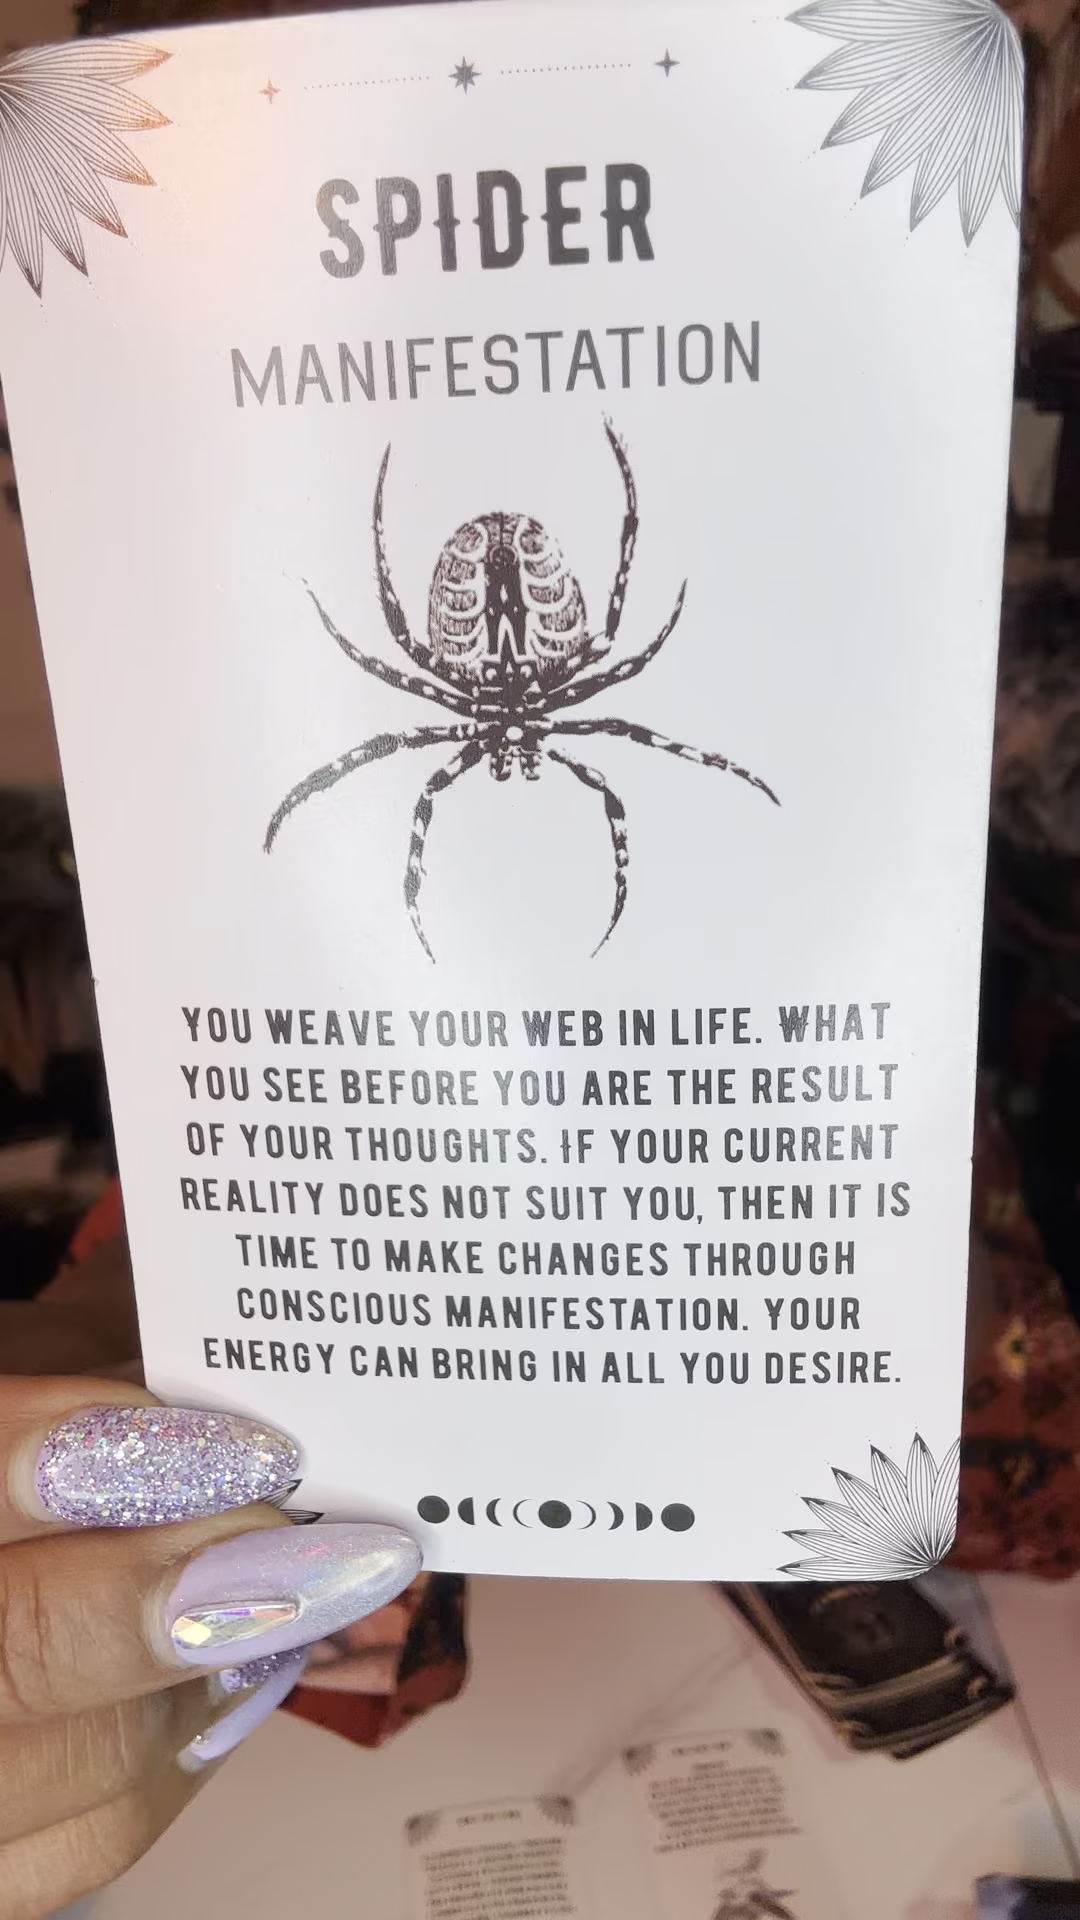 SPIDER
MANIFESTATION
YOU WEAVE YOUR WEB IN LIFE. WHAT
YOU SEE BEFORE YOU ARE THE RESULT
OF YOUR THOUGHTS. IF YOUR CURRENT
REALITY DOES NOT SUIT YOU, THEN IT IS
TIME TO MAKE CHANGES THROUGH
CONSCIOUS MANIFESTATION. YOUR
ENERGY CAN BRING IN ALL YOU DESIRE.